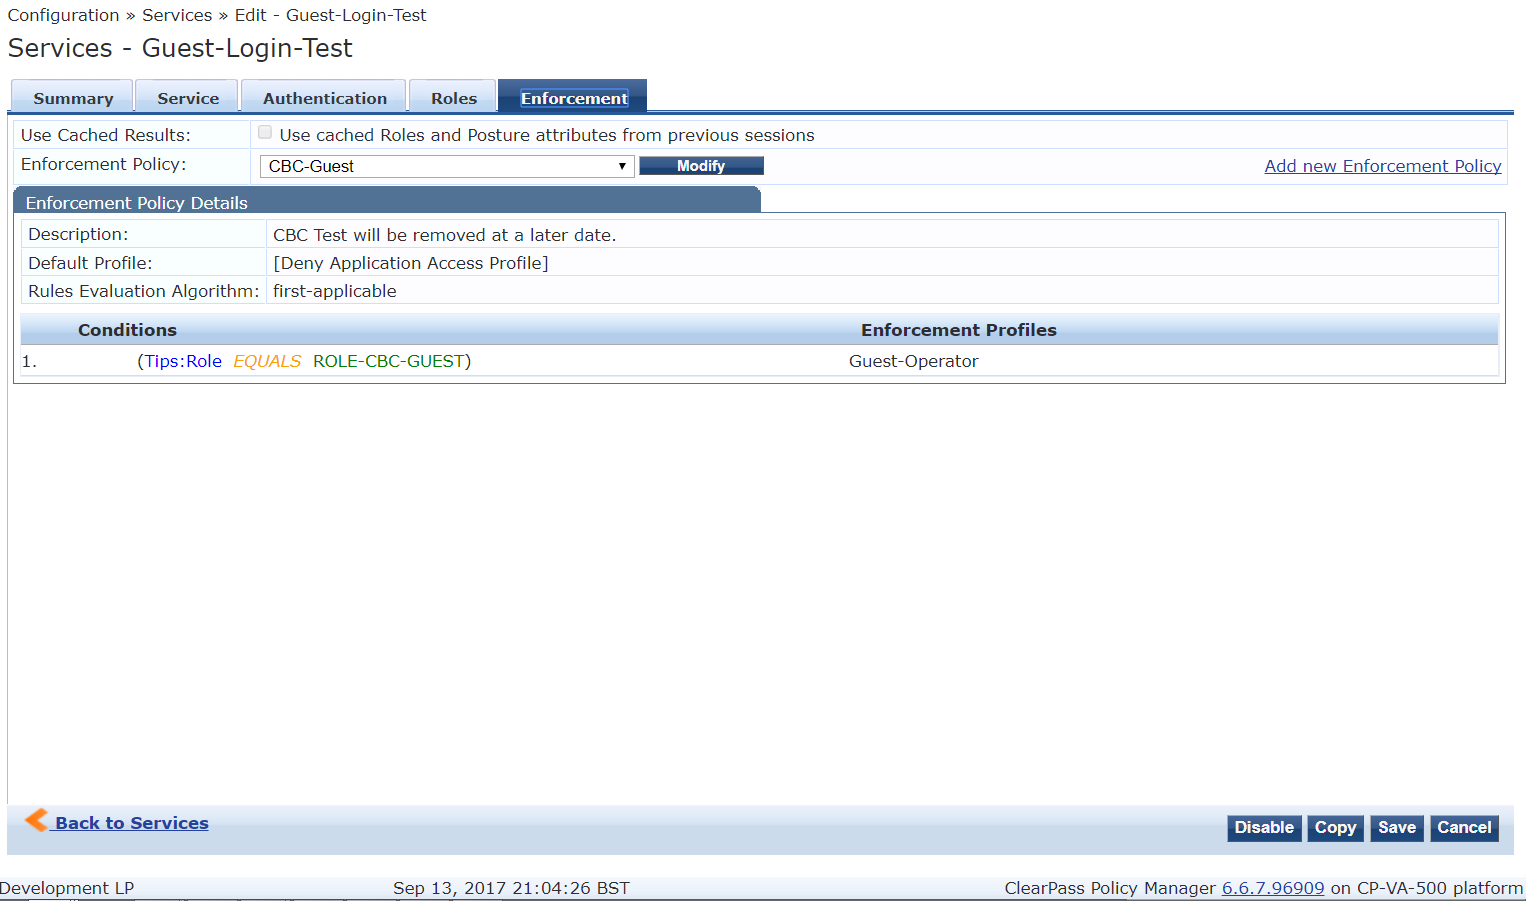 Configuration » Services » Edit - Guest-Login-Test
Services - Guest-Login-Test
Summary Service Authentication Roles Enforcement
Use Cached Results: Use cached Roles and Posture attributes from previous sessions
Enforcement Policy: CBC-Guest Modify Add new Enforcement Policy
Enforcement Policy Details
Description: CBC Test will be removed at a later date.
Default Profile: [Deny Application Access Profile]
Rules Evaluation Algorithm: first-applicable
Conditions Enforcement Profiles
1. (Tips:Role EQUALS ROLE-CBC-GUEST) Guest-Operator
Back to Services Disable Copy Save Cancel
Development LP Sep 13, 2017 21:04:26 BST ClearPass Policy Manager 6.6.7.96909 on CP-VA-500 platform